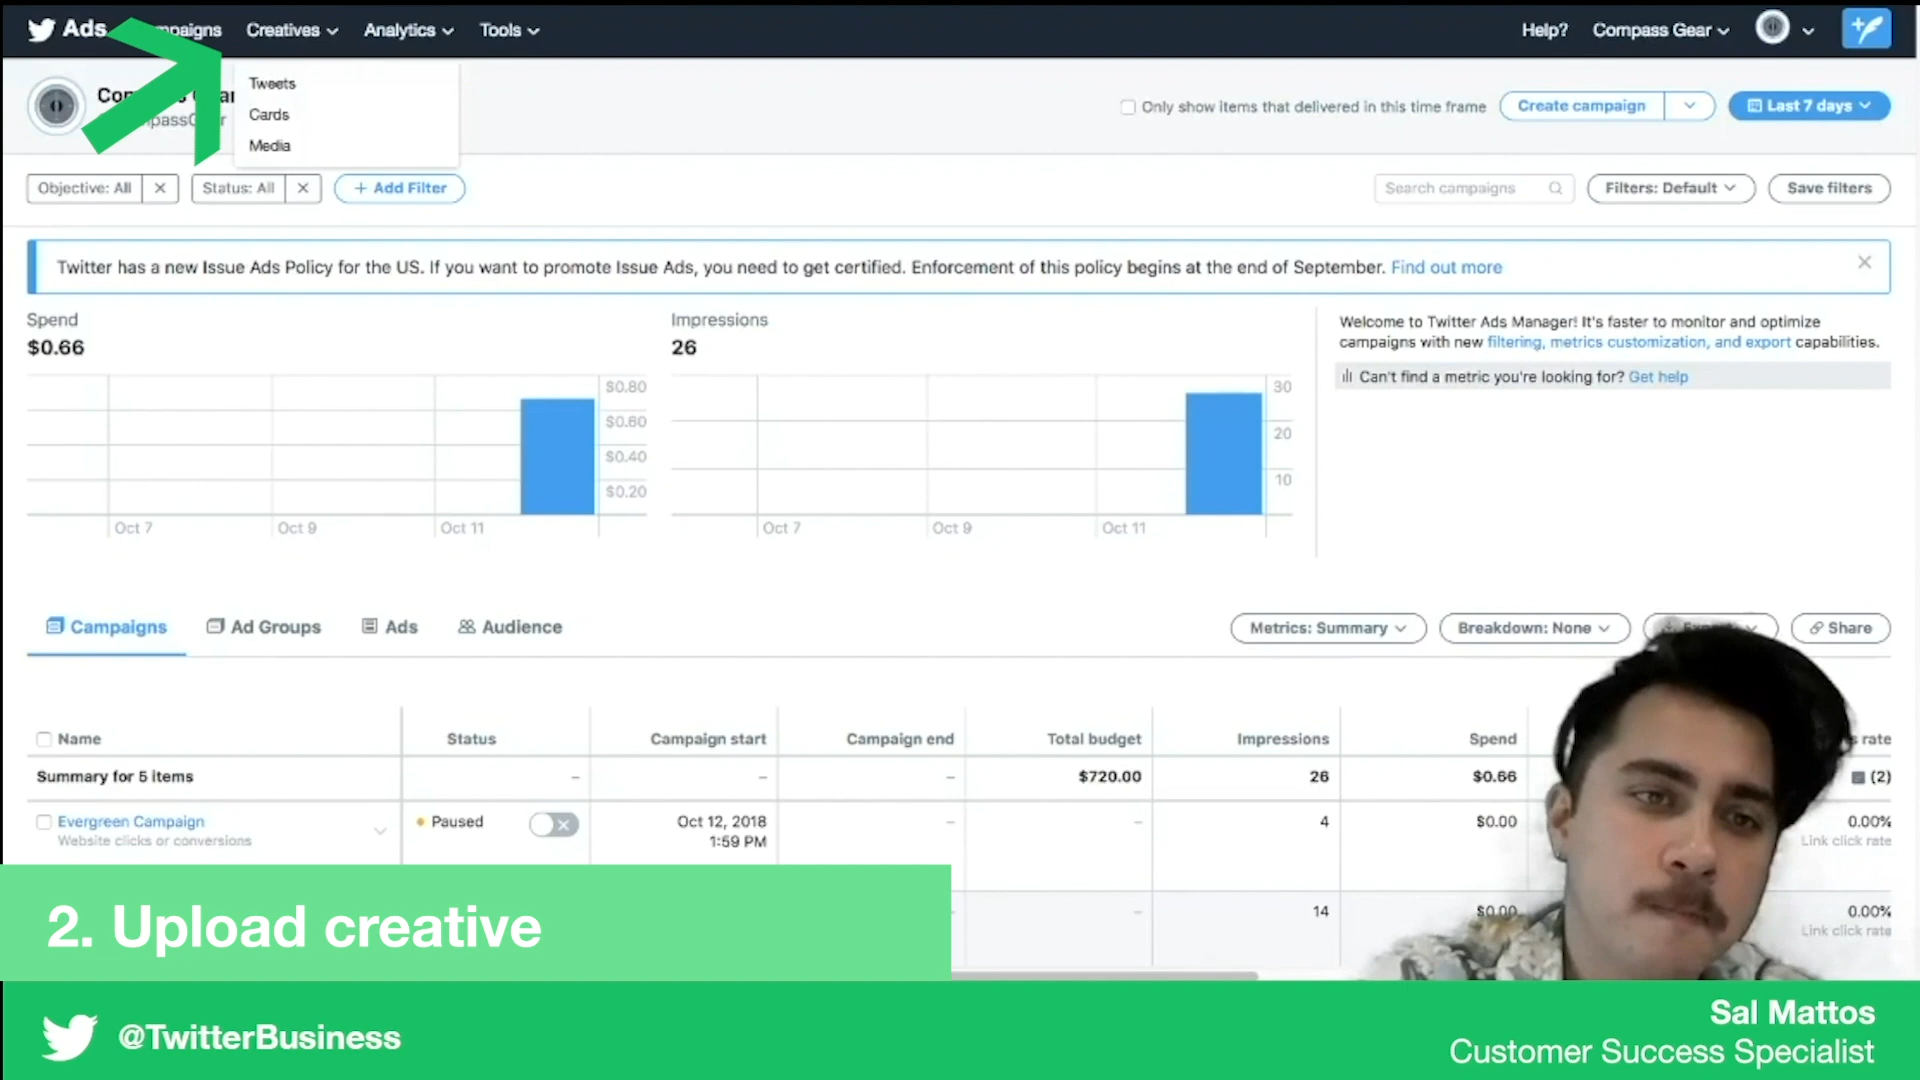 Ads
Creatives
Analytics
Tools
Help?
Compass Gear
Tweets
Cards
Media
Only show items that delivered in this time frame
Create campaign
Last 7 days
Objective: All
Status: All
+ Add Filter
Search campaigns
Filters: Default
Save filters
Twitter has a new Issue Ads Policy for the US. If you want to promote Issue Ads, you need to get certified. Enforcement of this policy begins at the end of September. Find out more
Spend
$0.66
$0.80
$0.60
$0.40
$0.20
Oct 7
Oct 9
Oct 11
Impressions
26
30
20
10
Oct 7
Oct 9
Oct 11
Welcome to Twitter Ads Manager! It's faster to monitor and optimize
campaigns with new filtering, metrics customization, and export capabilities.
Can't find a metric you're looking for? Get help
Campaigns
Ad Groups
Ads
Audience
Metrics: Summary
Breakdown: None
Share
Name
Status
Campaign start
Campaign end
Total budget
Impressions
Spend
rate
Summary for 5 items
–
–
–
$720.00
26
$0.66
(2)
Evergreen Campaign
Website clicks or conversions
Paused
Oct 12, 2018
1:59 PM
–
–
4
$0.00
0.00%
Link click rate
–
–
14
$0.00
0.00%
Link click rate
2. Upload creative
@TwitterBusiness
Sal Mattos
Customer Success Specialist